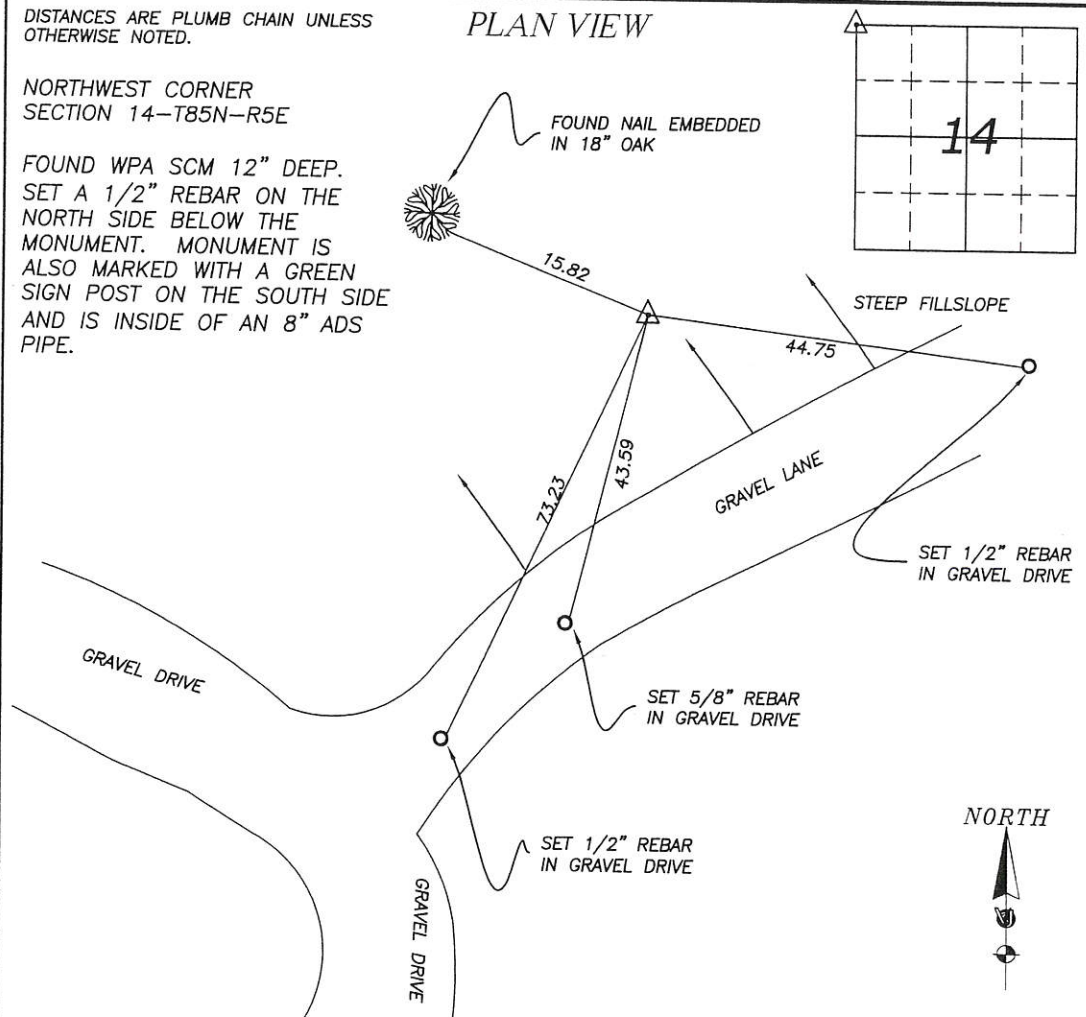 DISTANCES ARE PLUMB CHAIN UNLESS
OTHERWISE NOTED.
PLAN VIEW
NORTHWEST CORNER
SECTION 14-T85N-R5E
FOUND WPA SCM 12" DEEP.
SET A 1/2" REBAR ON THE
NORTH SIDE BELOW THE
MONUMENT. MONUMENT IS
ALSO MARKED WITH A GREEN
SIGN POST ON THE SOUTH SIDE
AND IS INSIDE OF AN 8" ADS
PIPE.
FOUND NAIL EMBEDDED
IN 18" OAK
14
15.82
STEEP FILLSLOPE
44.75
43.59
73.23
GRAVEL LANE
SET 1/2" REBAR
IN GRAVEL DRIVE
GRAVEL DRIVE
SET 5/8" REBAR
IN GRAVEL DRIVE
SET 1/2" REBAR
IN GRAVEL DRIVE
GRAVEL DRIVE
NORTH